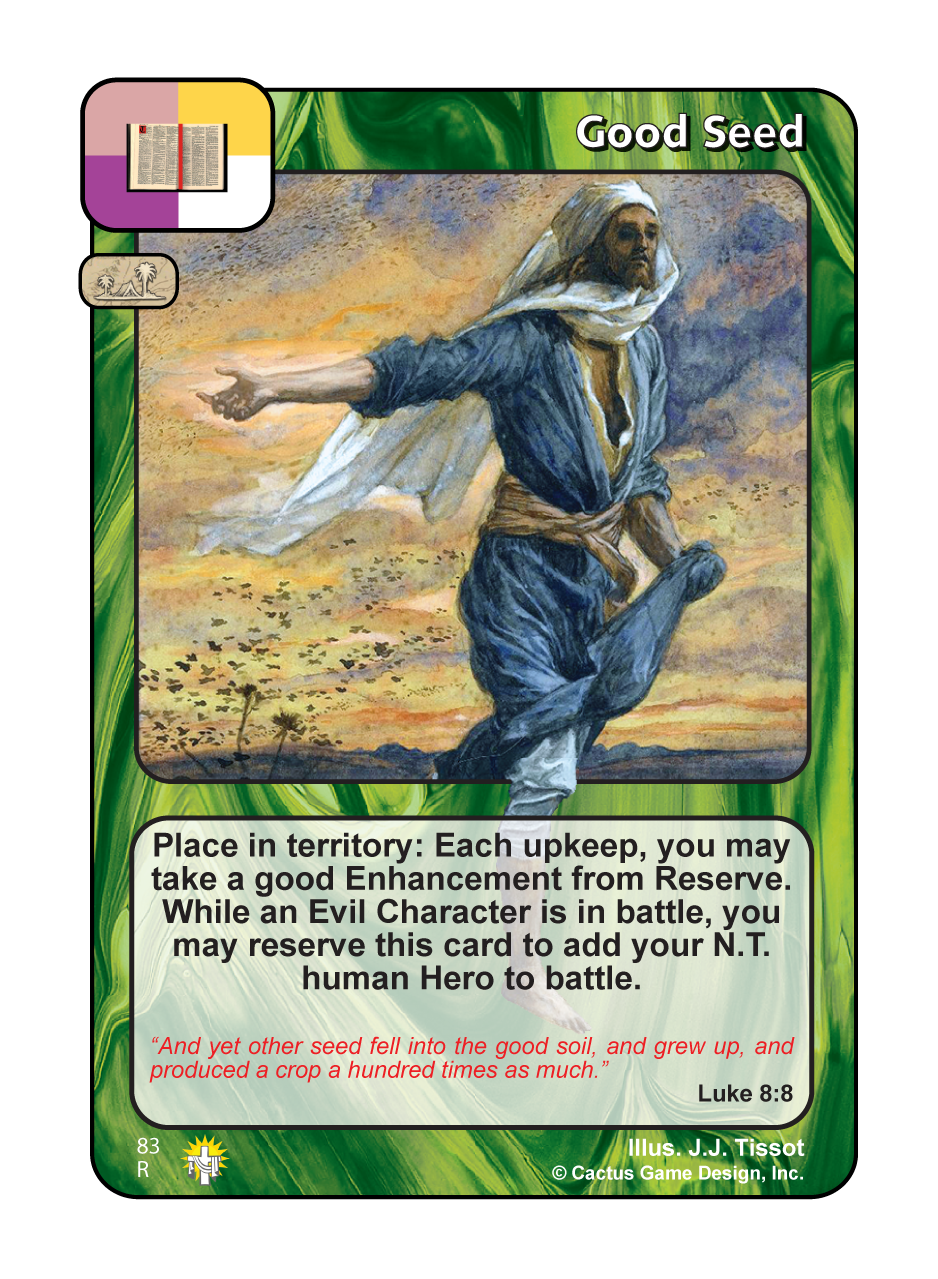 Good Seed
Place in territory: Each upkeep, you may
take a good Enhancement from Reserve.
While an Evil Character is in battle, you
may reserve this card to add your N.T.
human Hero to battle.
“And yet other seed fell into the good soil, and grew up, and
produced a crop a hundred times as much.”
Luke 8:8
83
R
Illus. J.J. Tissot
© Cactus Game Design, Inc.